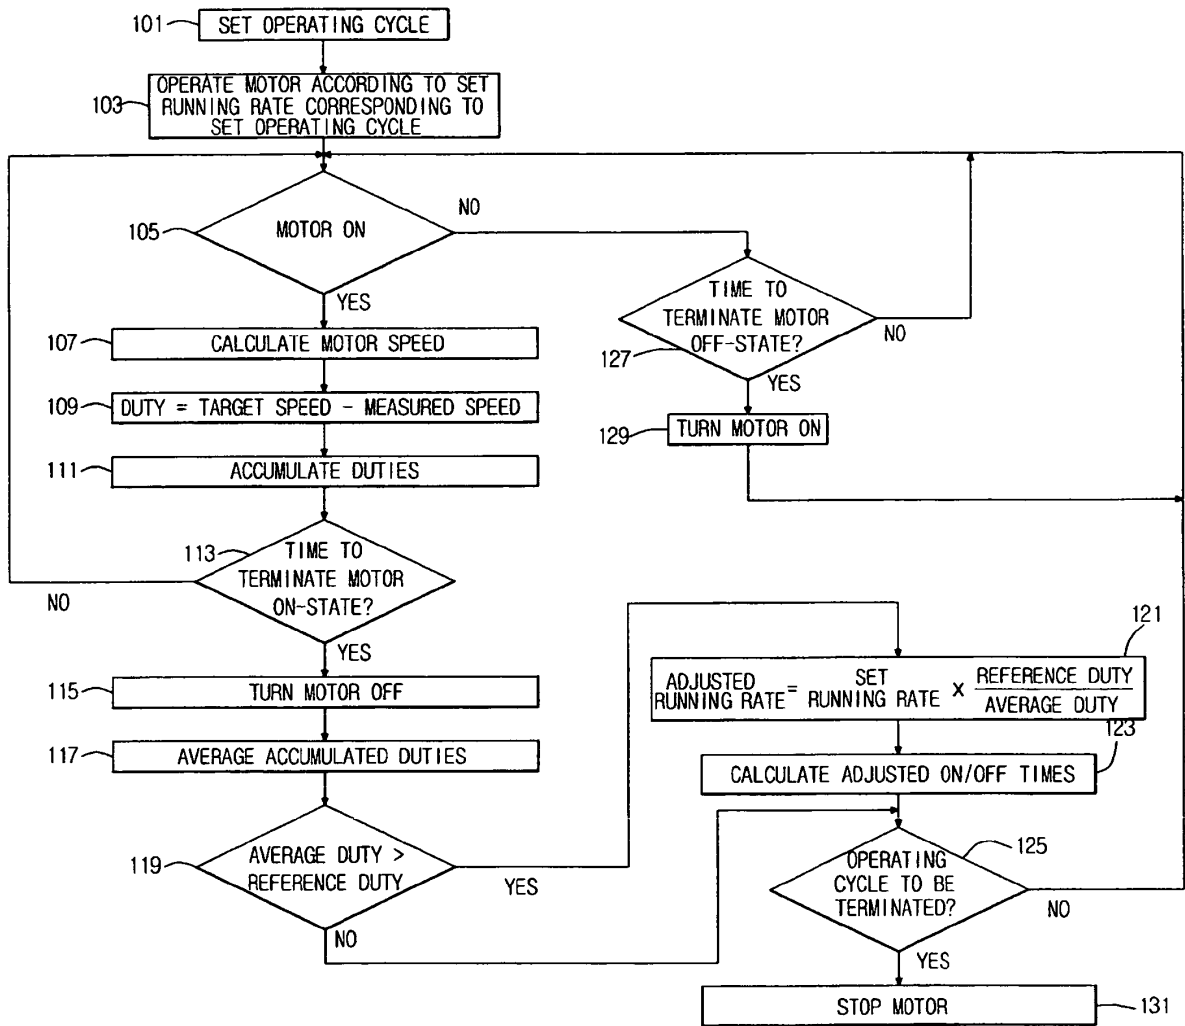 101
SET OPERATING CYCLE
103
OPERATE MOTOR ACCORDING TO SET
RUNNING RATE CORRESPONDING TO
SET OPERATING CYCLE
105
MOTOR ON
NO
YES
107
CALCULATE MOTOR SPEED
109
DUTY = TARGET SPEED - MEASURED SPEED
111
ACCUMULATE DUTIES
113
TIME TO
TERMINATE MOTOR
ON-STATE?
NO
YES
115
TURN MOTOR OFF
117
AVERAGE ACCUMULATED DUTIES
119
AVERAGE DUTY >
REFERENCE DUTY
YES
NO
127
TIME TO
TERMINATE MOTOR
OFF-STATE?
NO
YES
129
TURN MOTOR ON
121
ADJUSTED
RUNNING RATE
=
SET
RUNNING RATE
X
REFERENCE DUTY
AVERAGE DUTY
123
CALCULATE ADJUSTED ON/OFF TIMES
125
OPERATING
CYCLE TO BE
TERMINATED?
NO
YES
STOP MOTOR
131